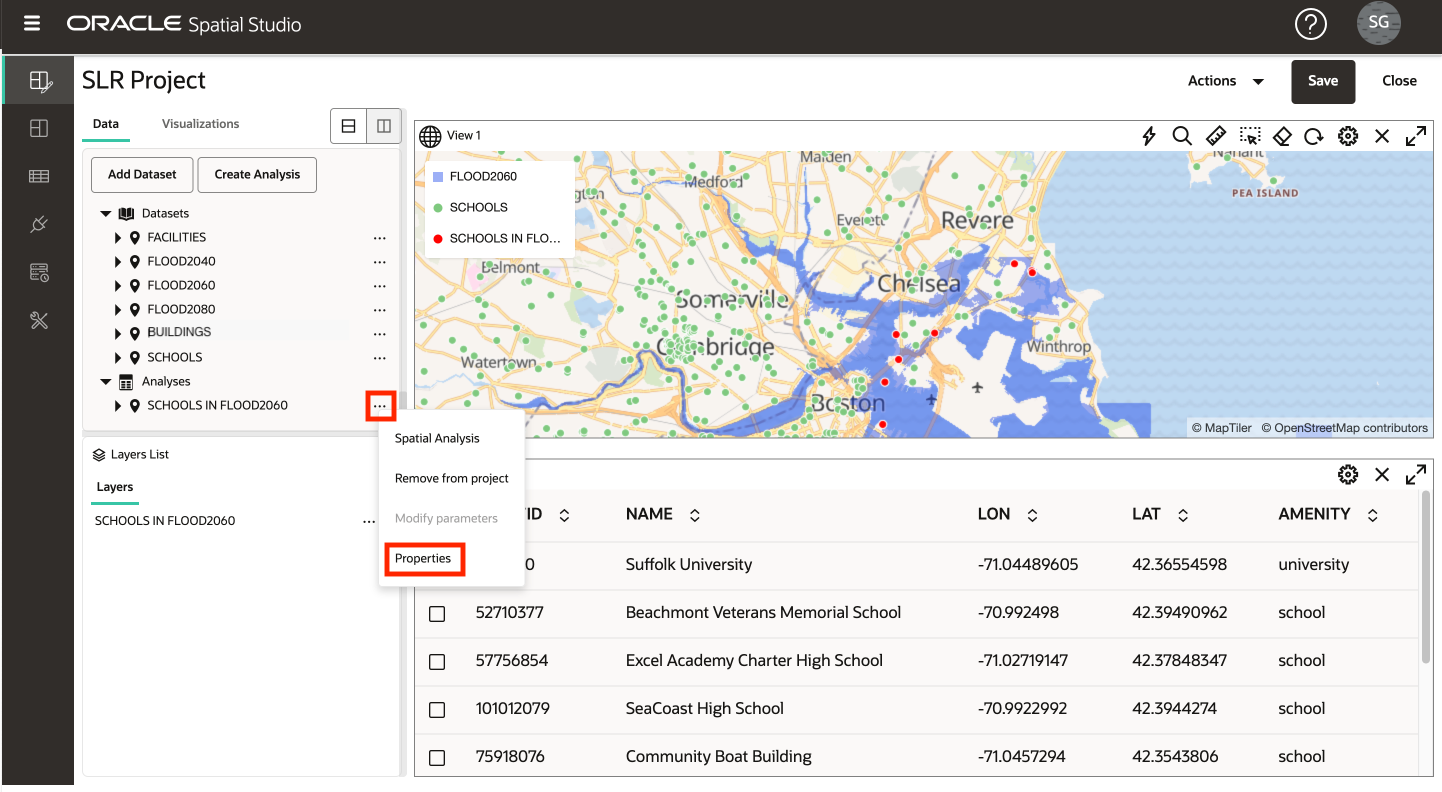 ORACLE Spatial Studio
SG
SLR Project
Actions
Save
Close
Data
Visualizations
Add Dataset
Create Analysis
Datasets
FACILITIES
FLOOD2040
FLOOD2060
FLOOD2080
BUILDINGS
SCHOOLS
Analyses
SCHOOLS IN FLOOD2060
Spatial Analysis
Remove from project
Modify parameters
Properties
Layers List
Layers
SCHOOLS IN FLOOD2060
View 1
FLOOD2060
SCHOOLS
SCHOOLS IN FLO...
Malden
Medford
Everett
Revere
Nahant
PEA ISLAND
Belmont
Chelsea
Somerville
Cambridge
Watertown
Winthrop
Boston
© MapTiler © OpenStreetMap contributors
ID NAME LON LAT AMENITY
0 Suffolk University -71.04489605 42.36554598 university
52710377 Beachmont Veterans Memorial School -70.992498 42.39490962 school
57756854 Excel Academy Charter High School -71.02719147 42.37848347 school
101012079 SeaCoast High School -70.9922992 42.3944274 school
75918076 Community Boat Building -71.0457294 42.3543806 school